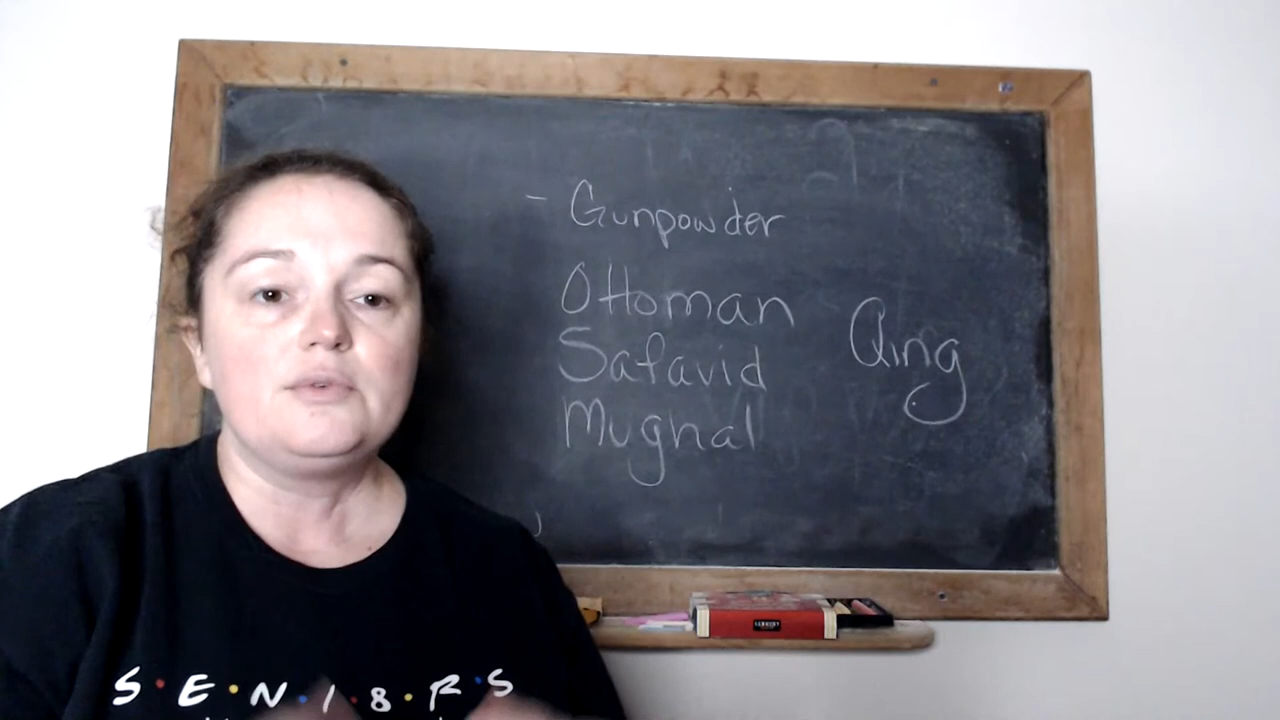 - Gunpowder
Ottoman
Safavid
Mughal
Qing
S·E·N·I·8·R·S